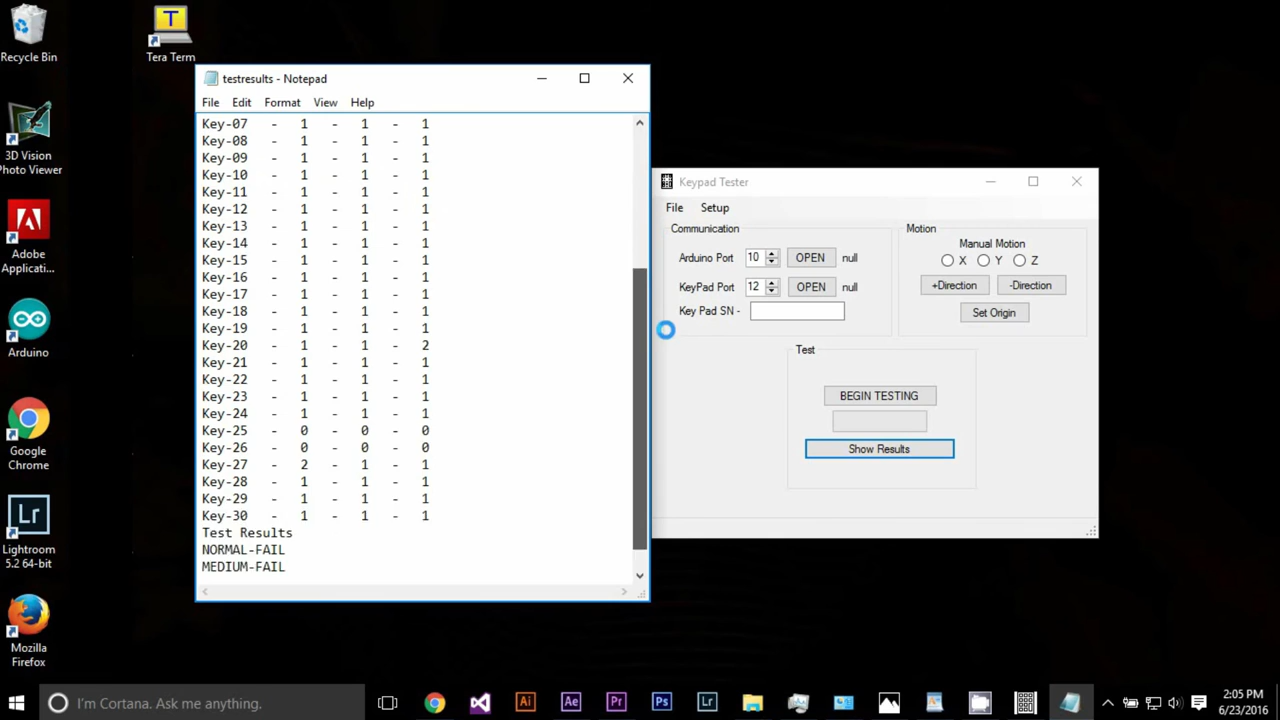 Recycle Bin
Tera Term
3D Vision
Photo Viewer
Adobe
Applicati...
Arduino
Google
Chrome
Lightroom
5.2 64-bit
Mozilla
Firefox
testresults - Notepad
File Edit Format View Help
Key-07 - 1 - 1 - 1
Key-08 - 1 - 1 - 1
Key-09 - 1 - 1 - 1
Key-10 - 1 - 1 - 1
Key-11 - 1 - 1 - 1
Key-12 - 1 - 1 - 1
Key-13 - 1 - 1 - 1
Key-14 - 1 - 1 - 1
Key-15 - 1 - 1 - 1
Key-16 - 1 - 1 - 1
Key-17 - 1 - 1 - 1
Key-18 - 1 - 1 - 1
Key-19 - 1 - 1 - 1
Key-20 - 1 - 1 - 2
Key-21 - 1 - 1 - 1
Key-22 - 1 - 1 - 1
Key-23 - 1 - 1 - 1
Key-24 - 1 - 1 - 1
Key-25 - 0 - 0 - 0
Key-26 - 0 - 0 - 0
Key-27 - 2 - 1 - 1
Key-28 - 1 - 1 - 1
Key-29 - 1 - 1 - 1
Key-30 - 1 - 1 - 1
Test Results
NORMAL-FAIL
MEDIUM-FAIL
Keypad Tester
File Setup
Communication
Arduino Port 10 OPEN null
KeyPad Port 12 OPEN null
Key Pad SN -
Motion
Manual Motion
X Y Z
+Direction -Direction
Set Origin
Test
BEGIN TESTING
Show Results
I'm Cortana. Ask me anything.
Ai Ae Pr Ps Lr
2:05 PM
6/23/2016